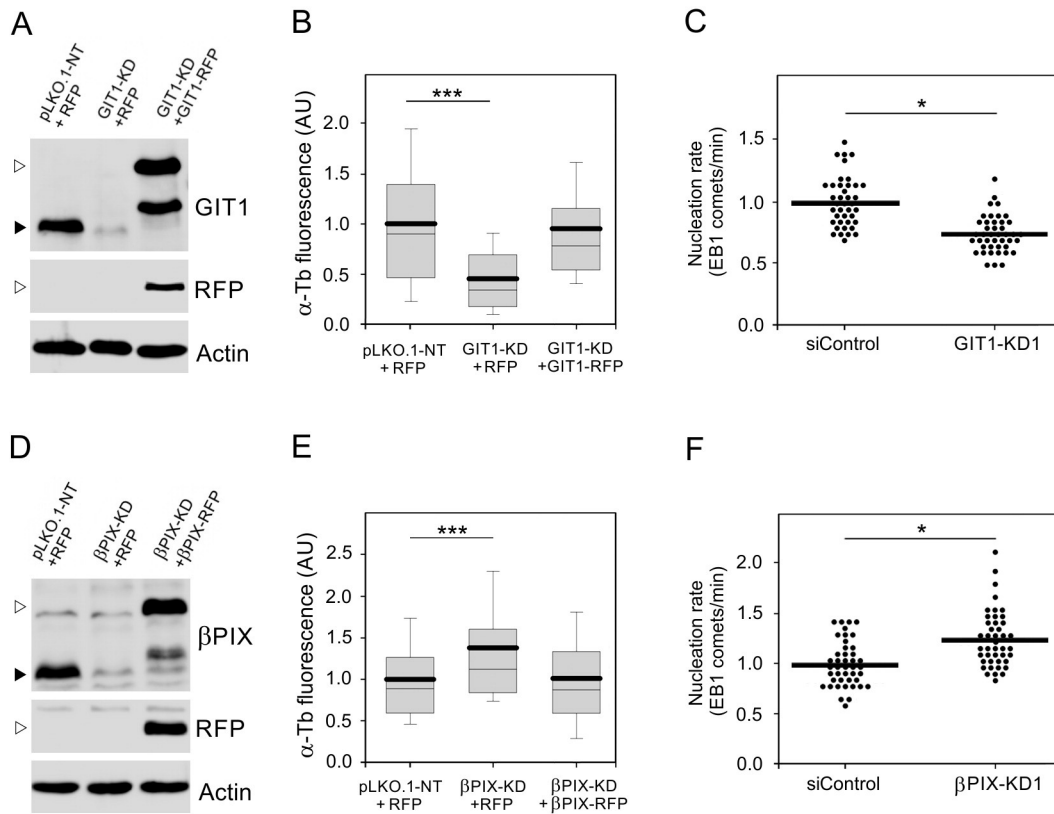 A
pLKO.1-NT
+ RFP
GIT1-KD
+RFP
GIT1-KD
+GIT1-RFP
GIT1
RFP
Actin
B
α-Tb fluorescence (AU)
2.0
1.5
1.0
0.5
0.0
***
pLKO.1-NT
+ RFP
GIT1-KD
+ RFP
GIT1-KD
+GIT1-RFP
C
Nucleation rate
(EB1 comets/min)
1.5
1.0
0.5
0.0
*
siControl
GIT1-KD1
D
pLKO.1-NT
+RFP
βPIX-KD
+RFP
βPIX-KD
+βPIX-RFP
βPIX
RFP
Actin
E
α-Tb fluorescence (AU)
2.5
2.0
1.5
1.0
0.5
0.0
***
pLKO.1-NT
+ RFP
βPIX-KD
+RFP
βPIX-KD
+ βPIX-RFP
F
Nucleation rate
(EB1 comets/min)
2.0
1.5
1.0
0.5
0.0
*
siControl
βPIX-KD1